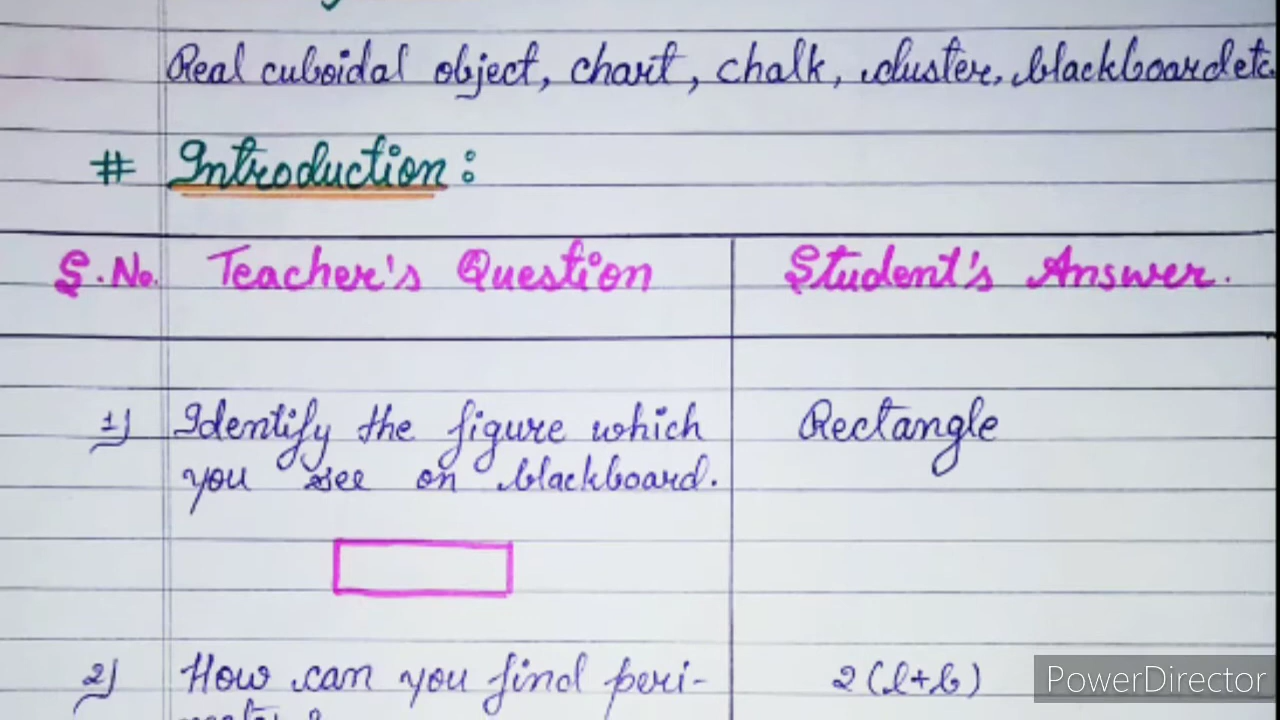 Real cuboidal object, chart, chalk, duster, blackboard etc.
# Introduction :
S.No. Teacher's Question Student's Answer.
1) Identify the figure which Rectangle
you see on blackboard.
2) How can you find peri- 2(l+b)
PowerDirector